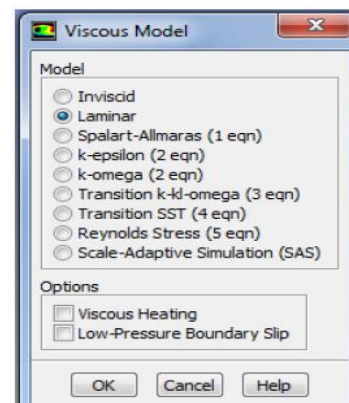 Viscous Model
Model
Inviscid
Laminar
Spalart-Allmaras (1 eqn)
k-epsilon (2 eqn)
k-omega (2 eqn)
Transition k-kl-omega (3 eqn)
Transition SST (4 eqn)
Reynolds Stress (5 eqn)
Scale-Adaptive Simulation (SAS)
Options
Viscous Heating
Low-Pressure Boundary Slip
OK Cancel Help